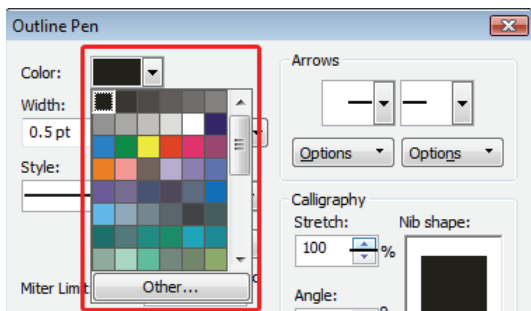 Outline Pen
Color:
Arrows
Width:
0.5 pt
Options Options
Style:
Calligraphy
Stretch: Nib shape:
100 %
Other...
Miter Limit
Angle: